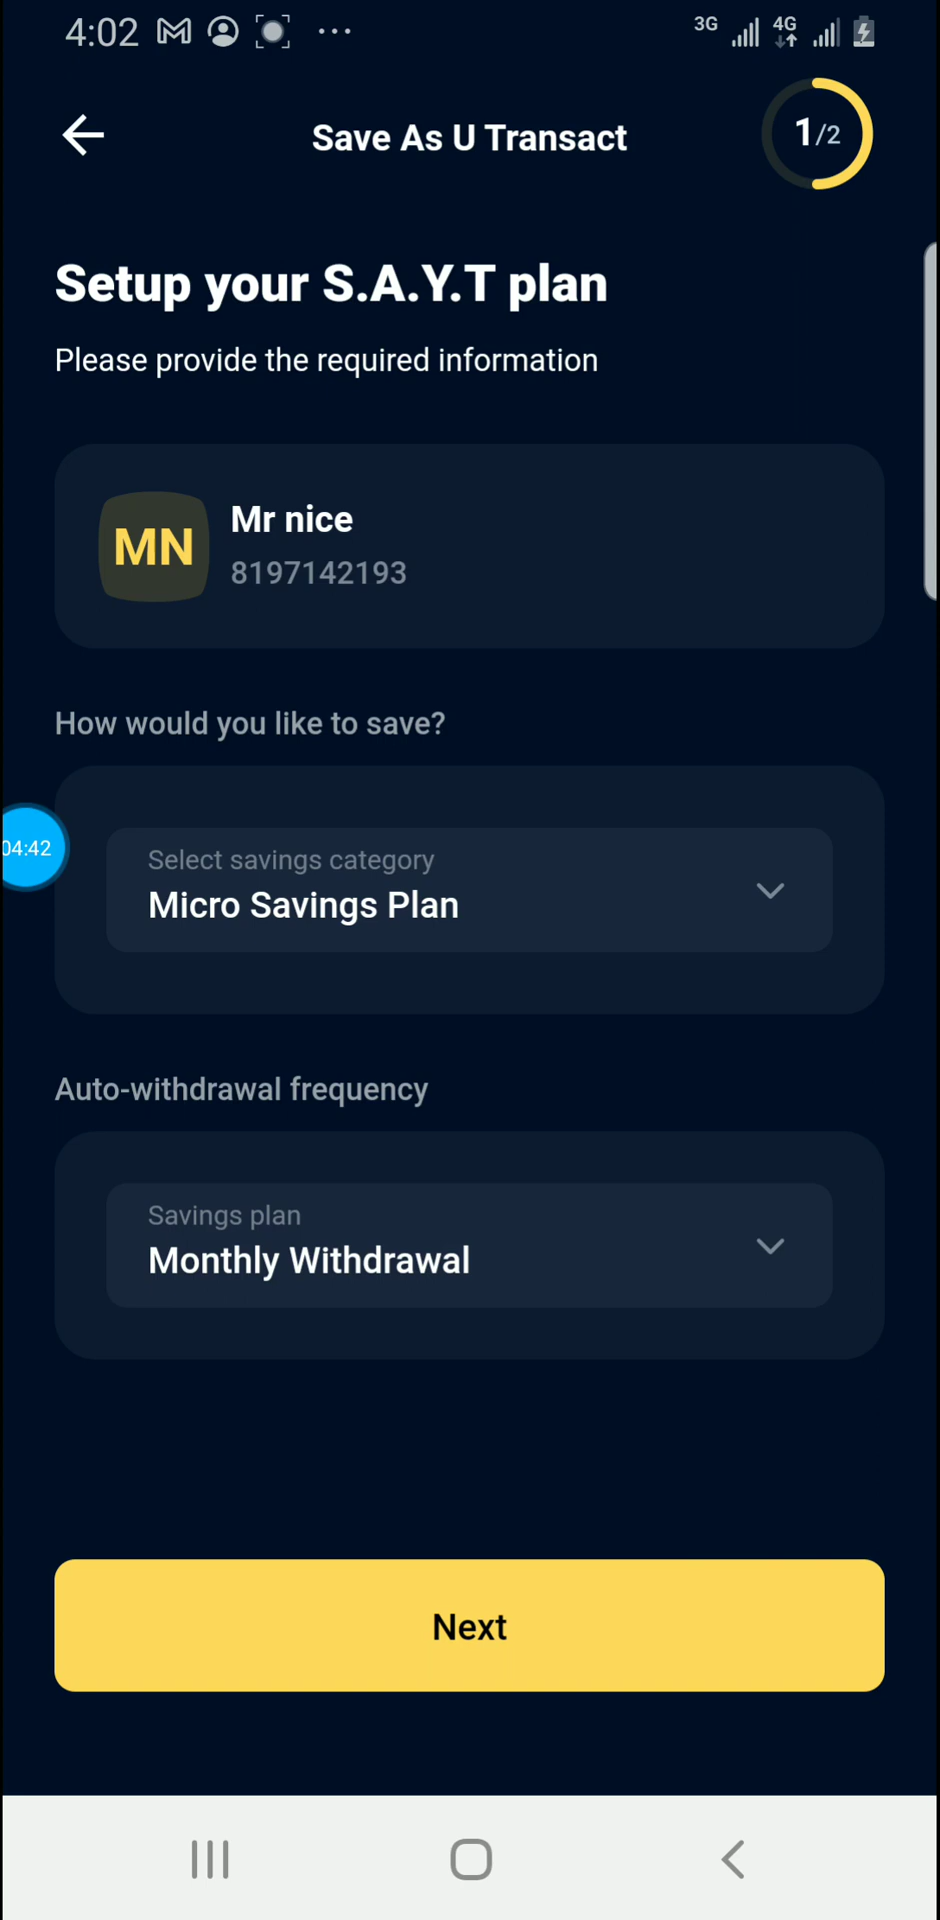 4:02
3G 4G
Save As U Transact
1/2
Setup your S.A.Y.T plan
Please provide the required information
MN
Mr nice
8197142193
How would you like to save?
04:42
Select savings category
Micro Savings Plan
Auto-withdrawal frequency
Savings plan
Monthly Withdrawal
Next